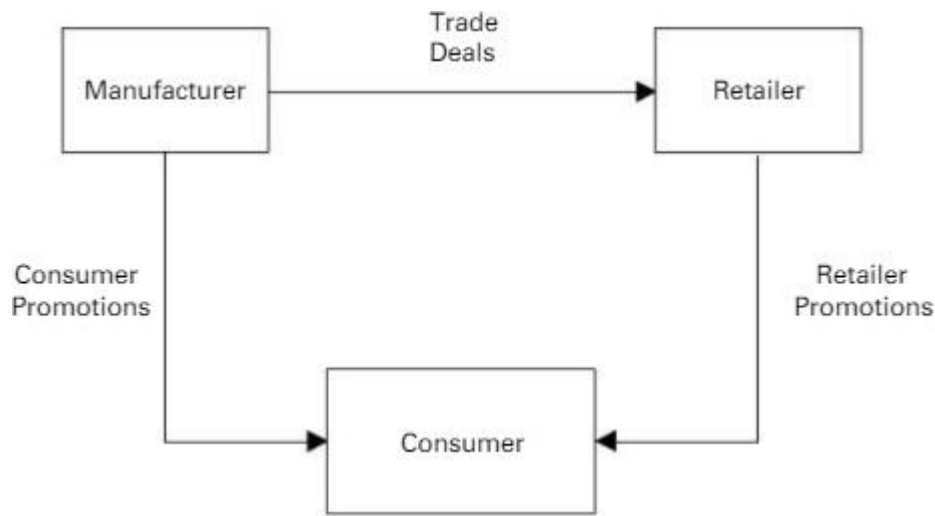 Trade
Deals
Manufacturer
Retailer
Consumer
Promotions
Retailer
Promotions
Consumer